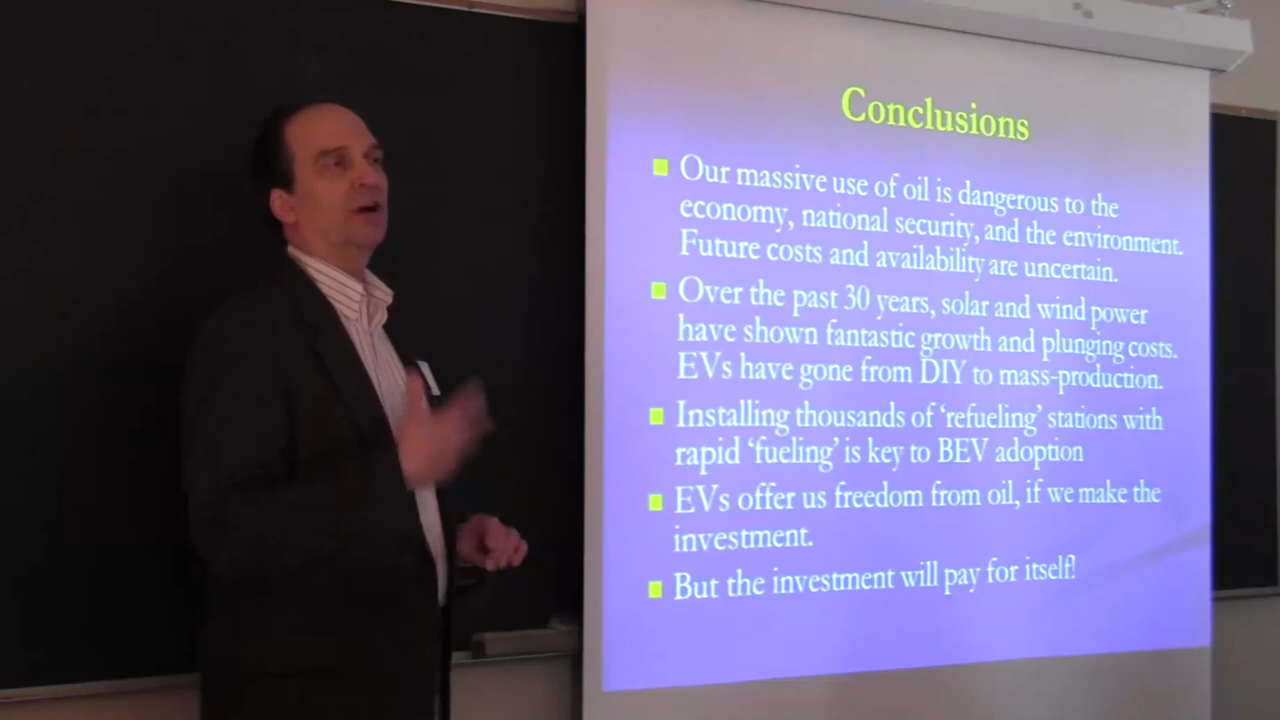 Conclusions
Our massive use of oil is dangerous to the
economy, national security, and the environment.
Future costs and availability are uncertain.
Over the past 30 years, solar and wind power
have shown fantastic growth and plunging costs.
EVs have gone from DIY to mass-production.
Installing thousands of ‘refueling’ stations with
rapid ‘fueling’ is key to BEV adoption
EVs offer us freedom from oil, if we make the
investment.
But the investment will pay for itself!